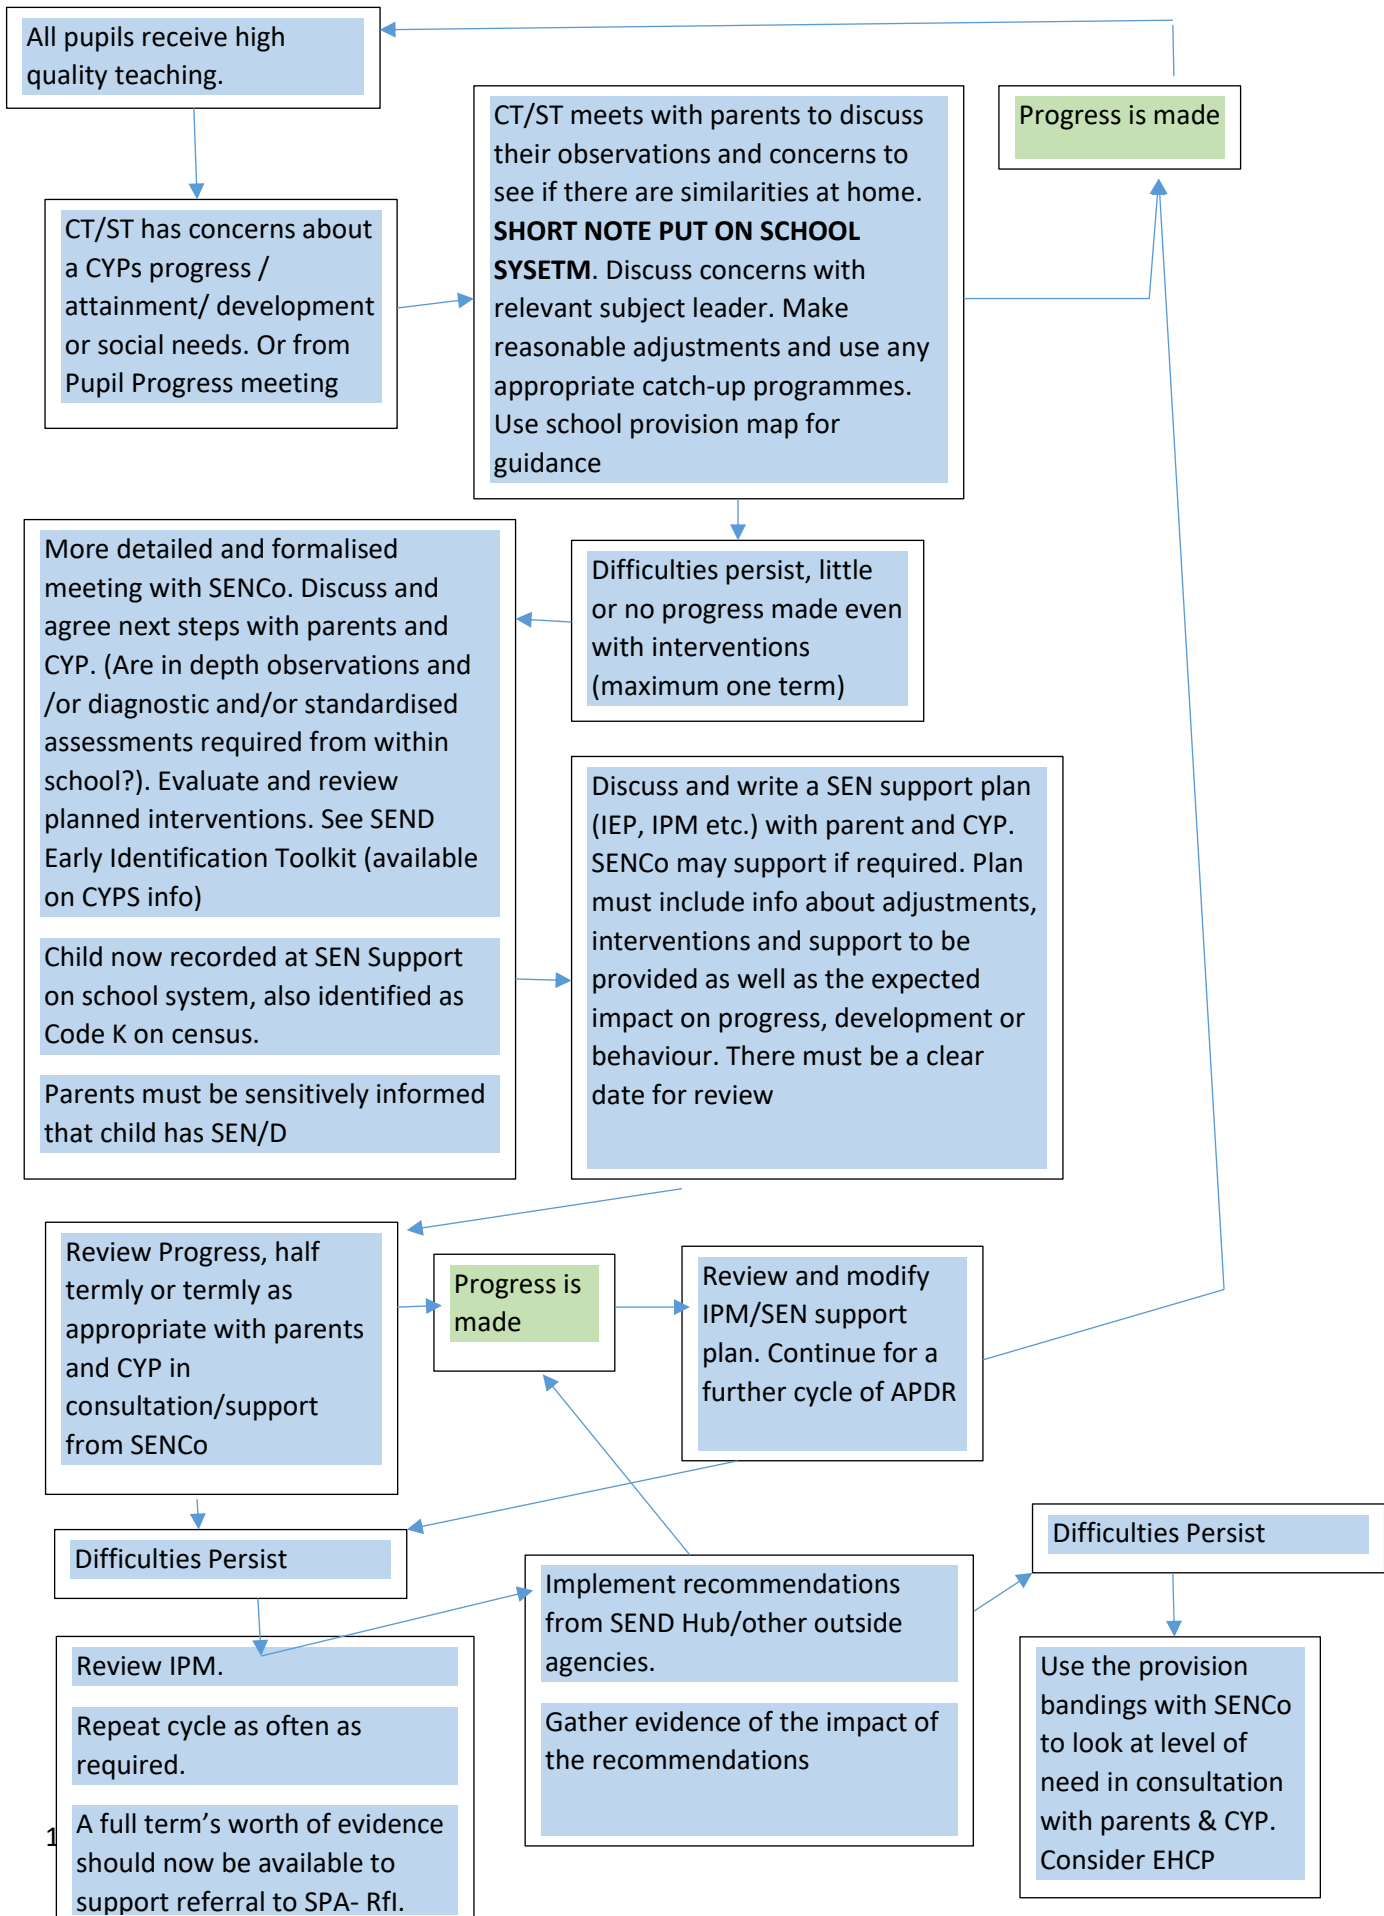 All pupils receive high
quality teaching.
CT/ST meets with parents to discuss
their observations and concerns to
see if there are similarities at home.
SHORT NOTE PUT ON SCHOOL
SYSETM. Discuss concerns with
relevant subject leader. Make
reasonable adjustments and use any
appropriate catch-up programmes.
Use school provision map for
guidance
Progress is made
CT/ST has concerns about
a CYPs progress /
attainment/ development
or social needs. Or from
Pupil Progress meeting
More detailed and formalised
meeting with SENCo. Discuss and
agree next steps with parents and
CYP. (Are in depth observations and
/or diagnostic and/or standardised
assessments required from within
school?). Evaluate and review
planned interventions. See SEND
Early Identification Toolkit (available
on CYPS info)
Child now recorded at SEN Support
on school system, also identified as
Code K on census.
Parents must be sensitively informed
that child has SEN/D
Difficulties persist, little
or no progress made even
with interventions
(maximum one term)
Discuss and write a SEN support plan
(IEP, IPM etc.) with parent and CYP.
SENCo may support if required. Plan
must include info about adjustments,
interventions and support to be
provided as well as the expected
impact on progress, development or
behaviour. There must be a clear
date for review
Review Progress, half
termly or termly as
appropriate with parents
and CYP in
consultation/support
from SENCo
Progress is
made
Review and modify
IPM/SEN support
plan. Continue for a
further cycle of APDR
Difficulties Persist
Implement recommendations
from SEND Hub/other outside
agencies.
Gather evidence of the impact of
the recommendations
Difficulties Persist
Review IPM.
Repeat cycle as often as
required.
A full term's worth of evidence
should now be available to
support referral to SPA- RfI.
Use the provision
bandings with SENCo
to look at level of
need in consultation
with parents & CYP.
Consider EHCP
1